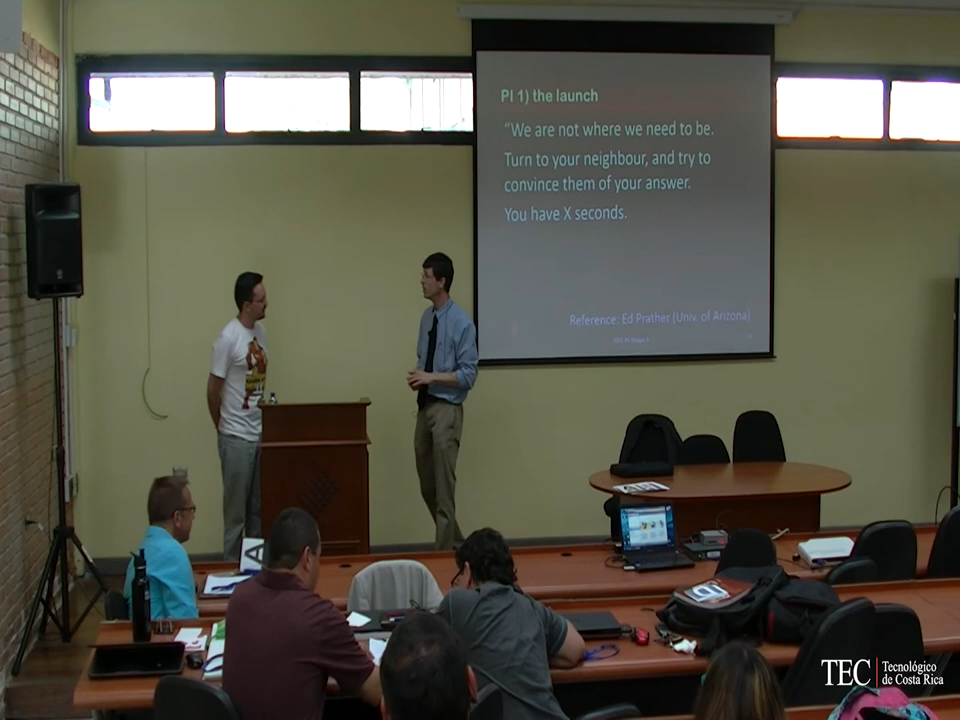 PI 1) the launch
“We are not where we need to be.
Turn to your neighbour, and try to
convince them of your answer.
You have X seconds.
Reference: Ed Prather (Univ. of Arizona)
A
TEC | Tecnológico
de Costa Rica